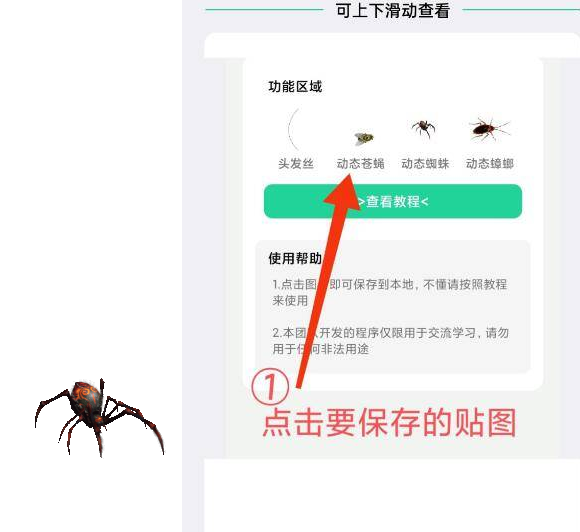 可上下滑动查看
功能区域
头发丝 动态苍蝇 动态蜘蛛 动态蟑螂
>查看教程<
使用帮助
1.点击图 即可保存到本地，不懂请按照教程
来使用
2.本团 开发的程序仅限用于交流学习，请勿
用于任何非法用途
①
点击要保存的贴图